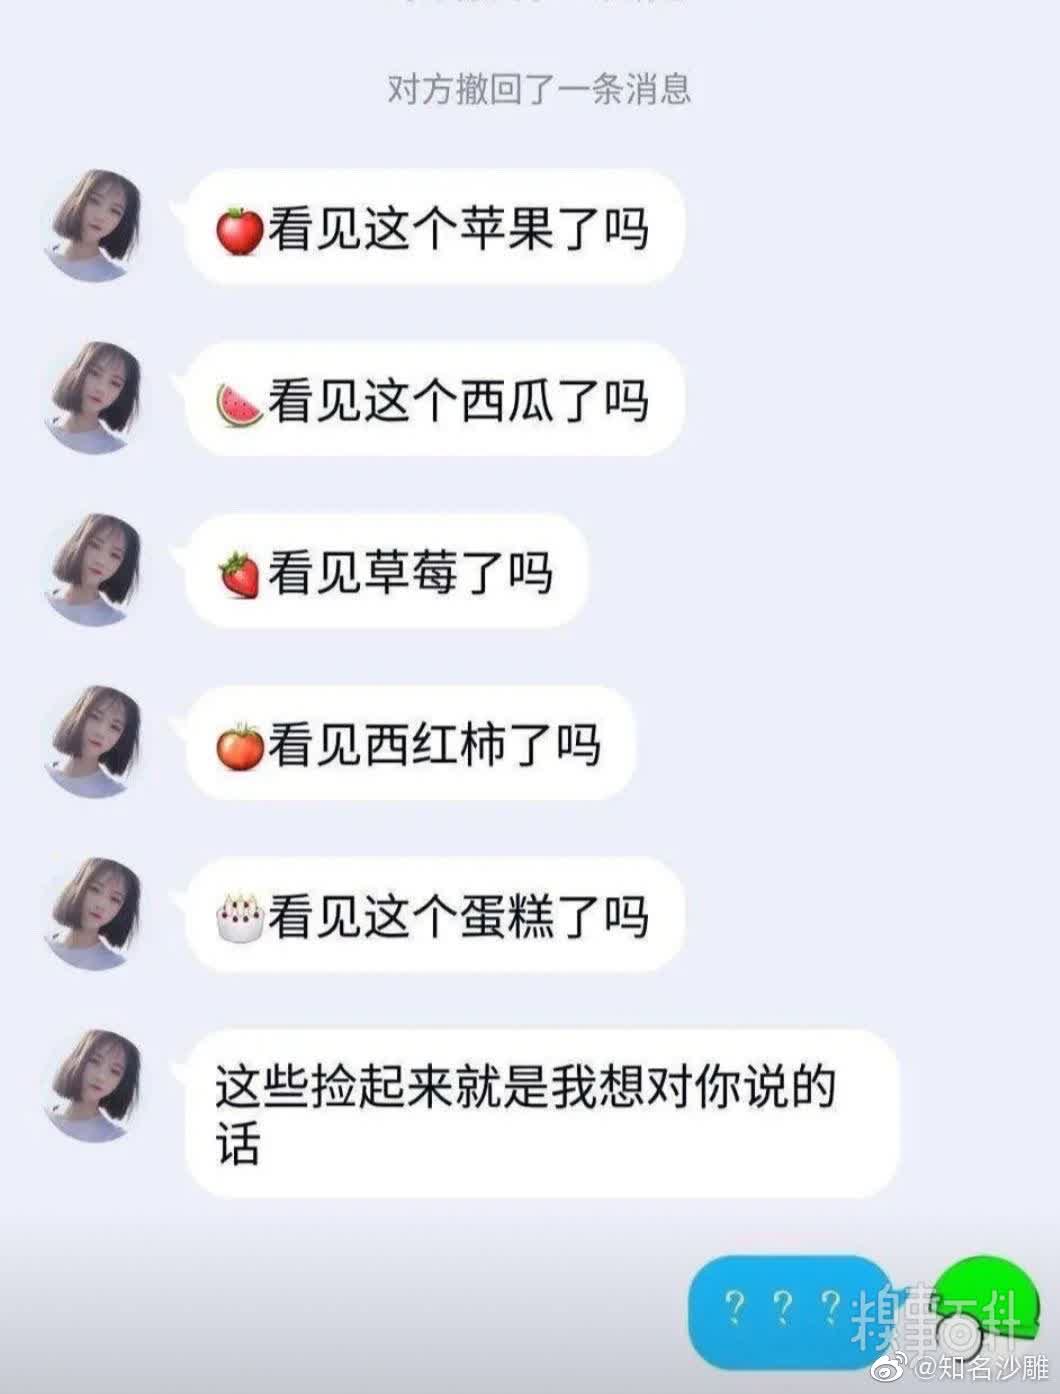 对方撤回了一条消息
🍎看见这个苹果了吗
🍉看见这个西瓜了吗
🍓看见草莓了吗
🍅看见西红柿了吗
🎂看见这个蛋糕了吗
这些捡起来就是我想对你说的
话
？？？
糗事百科
@知名沙雕